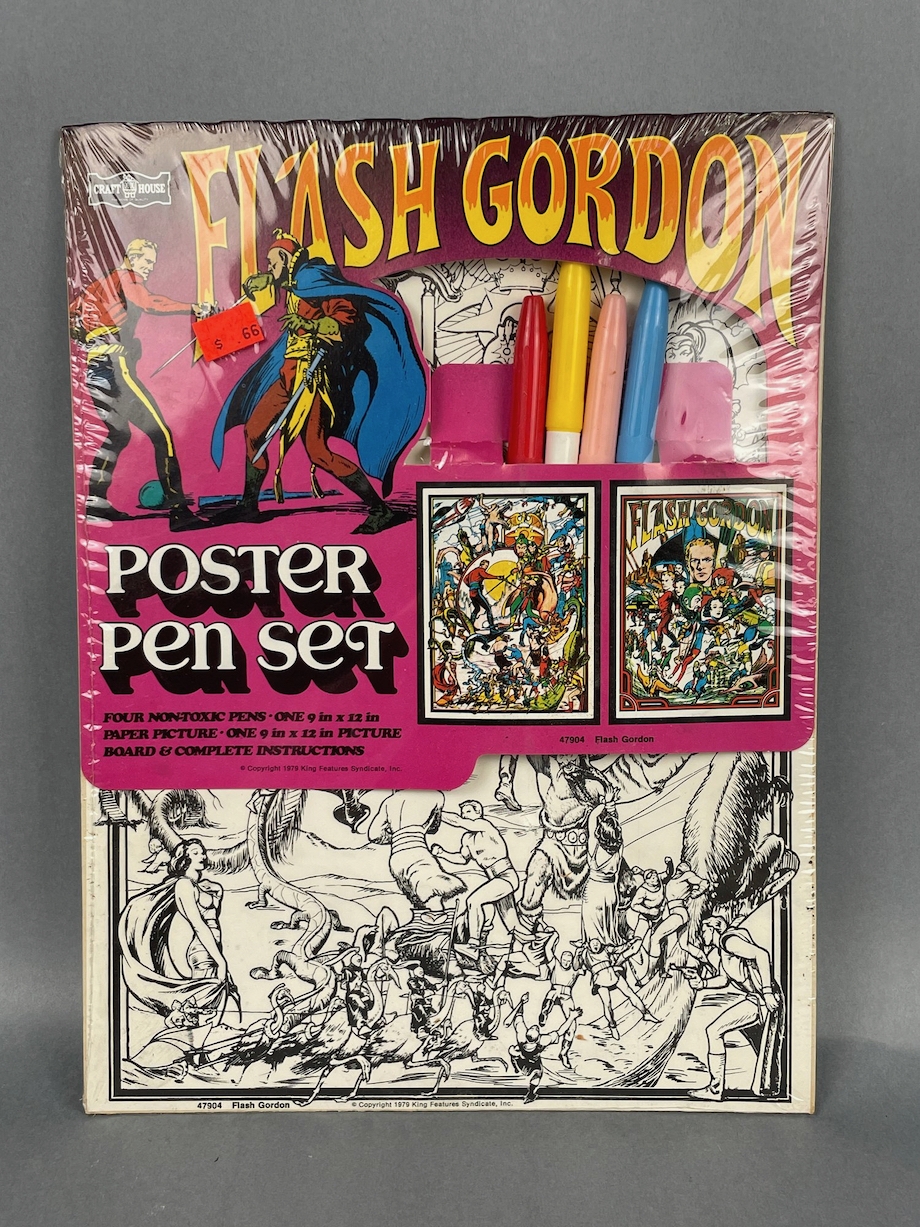 CRAFT HOUSE
FLASH GORDON
$ .66
FLASH GORDON
POSTER
PEN SET
FOUR NON-TOXIC PENS · ONE 9 in x 12 in
PAPER PICTURE · ONE 9 in x 12 in PICTURE
BOARD & COMPLETE INSTRUCTIONS
© Copyright 1979 King Features Syndicate, Inc.
47904 Flash Gordon
47904 Flash Gordon
© Copyright 1979 King Features Syndicate, Inc.